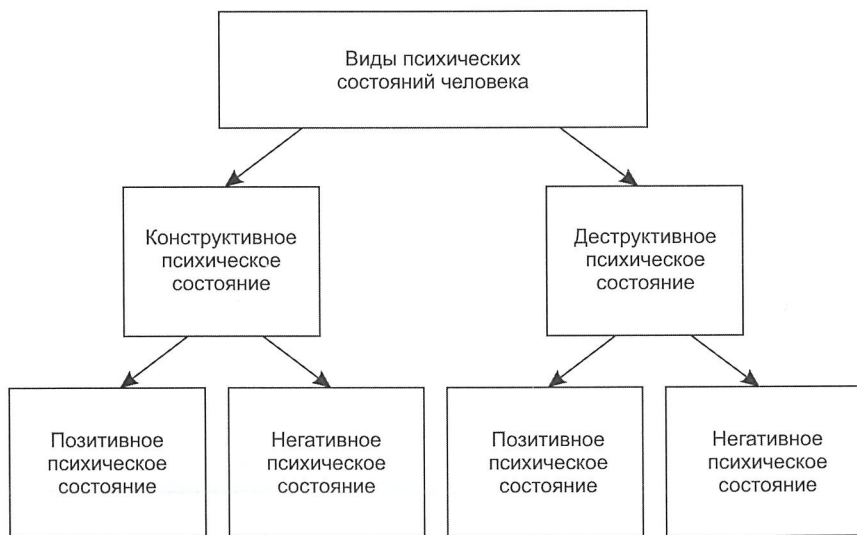 Виды психических
состояний человека
Конструктивное
психическое
состояние
Деструктивное
психическое
состояние
Позитивное
психическое
состояние
Негативное
психическое
состояние
Позитивное
психическое
состояние
Негативное
психическое
состояние